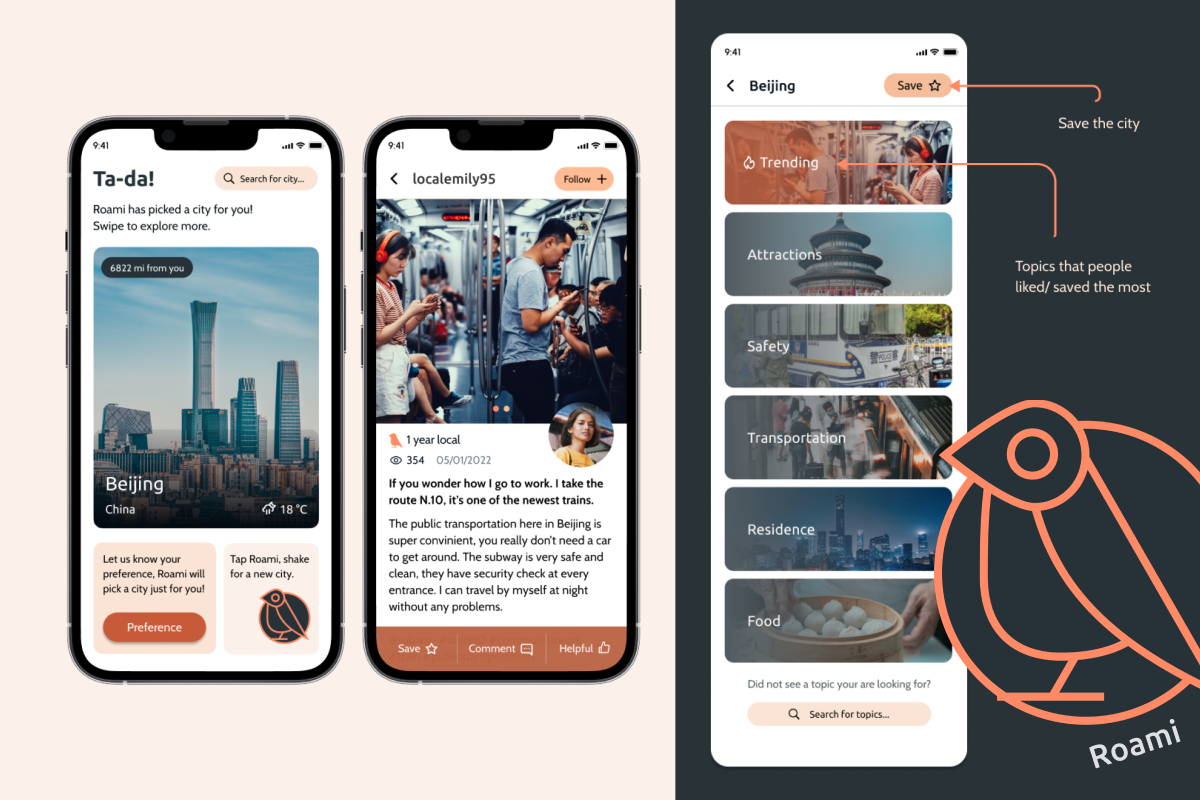 9:41
Ta-da!
Search for city...
Roami has picked a city for you!
Swipe to explore more.
6822 mi from you
Beijing
China
18 °C
Let us know your
preference, Roami will
pick a city just for you!
Preference
Tap Roami, shake
for a new city.
9:41
localemily95
Follow +
1 year local
354 05/01/2022
If you wonder how I go to work. I take the
route N.10, it's one of the newest trains.
The public transportation here in Beijing is
super convinient, you really don't need a car
to get around. The subway is very safe and
clean, they have security check at every
entrance. I can travel by myself at night
without any problems.
Save
Comment
Helpful
9:41
Beijing
Save
Trending
Attractions
Safety
POLICE
Transportation
Residence
Food
Did not see a topic your are looking for?
Search for topics...
Save the city
Topics that people
liked/ saved the most
Roami